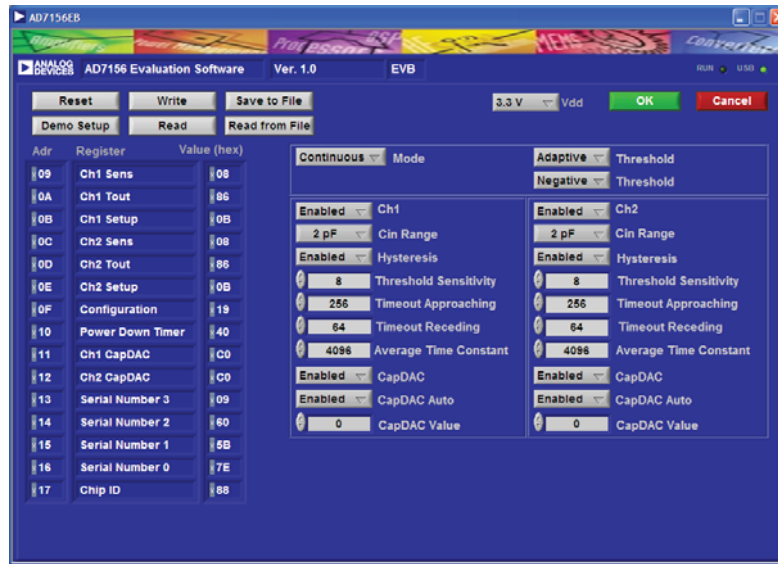 AD7156EB
Amplifiers Power Management Processors DSP MEMS Converters
ANALOG DEVICES AD7156 Evaluation Software Ver. 1.0 EVB RUN USB
Reset Write Save to File 3.3 V Vdd OK Cancel
Demo Setup Read Read from File
Adr Register Value (hex)
Continuous Mode Adaptive Threshold
Negative Threshold
09 Ch1 Sens 08
0A Ch1 Tout 86
0B Ch1 Setup 0B
0C Ch2 Sens 08
0D Ch2 Tout 86
0E Ch2 Setup 0B
0F Configuration 19
10 Power Down Timer 40
11 Ch1 CapDAC C0
12 Ch2 CapDAC C0
13 Serial Number 3 09
14 Serial Number 2 60
15 Serial Number 1 5B
16 Serial Number 0 7E
17 Chip ID 88
Enabled Ch1
2 pF Cin Range
Enabled Hysteresis
8 Threshold Sensitivity
256 Timeout Approaching
64 Timeout Receding
4096 Average Time Constant
Enabled CapDAC
Enabled CapDAC Auto
0 CapDAC Value
Enabled Ch2
2 pF Cin Range
Enabled Hysteresis
8 Threshold Sensitivity
256 Timeout Approaching
64 Timeout Receding
4096 Average Time Constant
Enabled CapDAC
Enabled CapDAC Auto
0 CapDAC Value